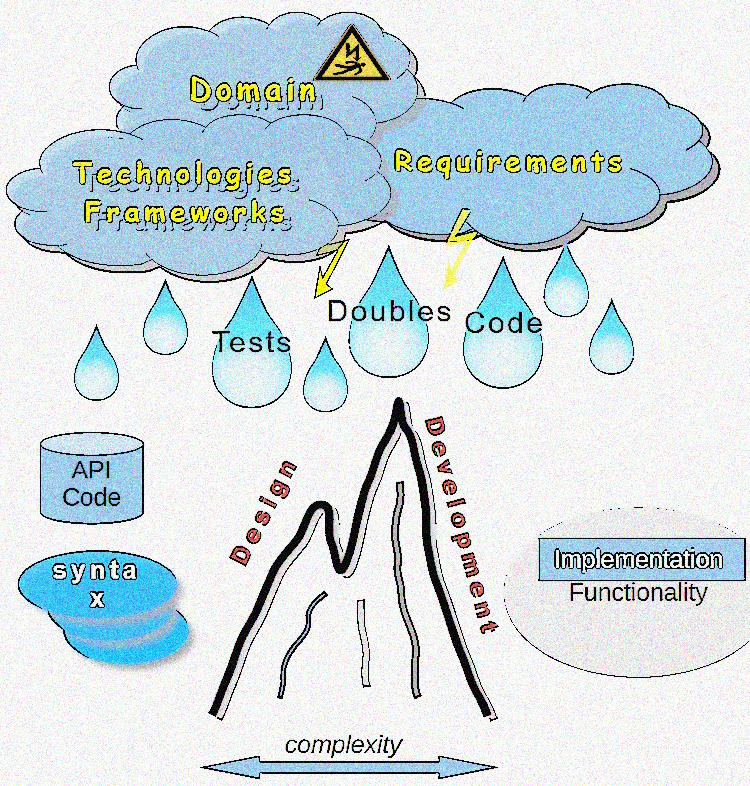 Domain
Technologies
Frameworks
Requirements
Tests
Doubles
Code
API
Code
synta
x
Design
Development
Implementation
Functionality
complexity